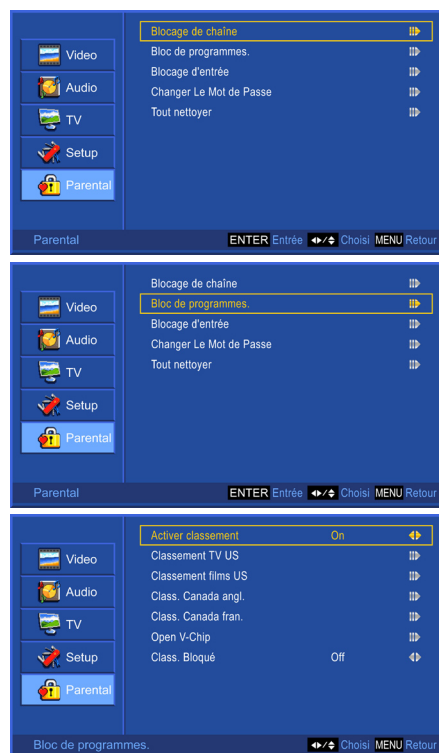 Blocage de chaîne
Bloc de programmes.
Blocage d'entrée
Changer Le Mot de Passe
Tout nettoyer
Video
Audio
TV
Setup
Parental
Parental ENTER Entrée Choisi MENU Retour
Blocage de chaîne
Bloc de programmes.
Blocage d'entrée
Changer Le Mot de Passe
Tout nettoyer
Video
Audio
TV
Setup
Parental
Parental ENTER Entrée Choisi MENU Retour
Activer classement On
Classement TV US
Classement films US
Class. Canada angl.
Class. Canada fran.
Open V-Chip
Class. Bloqué Off
Video
Audio
TV
Setup
Parental
Bloc de programmes. Choisi MENU Retour